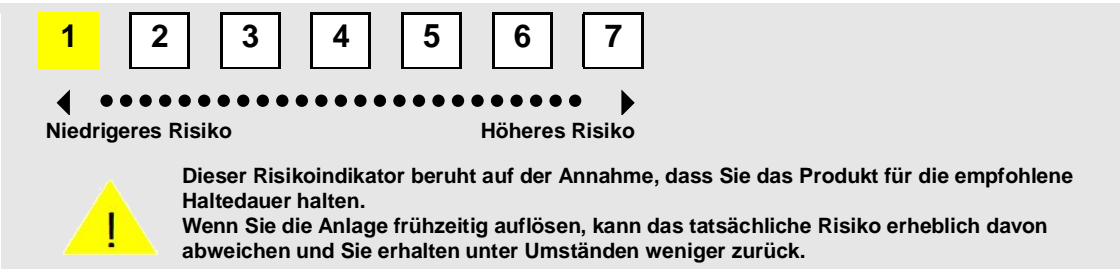 1 2 3 4 5 6 7
Niedrigeres Risiko Höheres Risiko
Dieser Risikoindikator beruht auf der Annahme, dass Sie das Produkt für die empfohlene
Haltedauer halten.
! Wenn Sie die Anlage frühzeitig auflösen, kann das tatsächliche Risiko erheblich davon
abweichen und Sie erhalten unter Umständen weniger zurück.